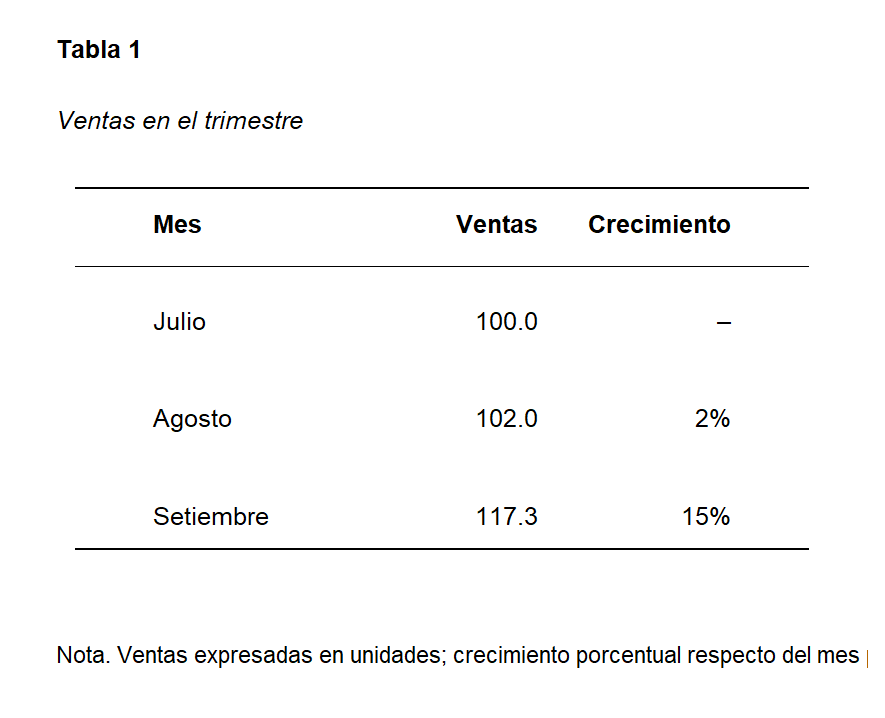 Tabla 1
Ventas en el trimestre
Mes Ventas Crecimiento
Julio 100.0 –
Agosto 102.0 2%
Setiembre 117.3 15%
Nota. Ventas expresadas en unidades; crecimiento porcentual respecto del mes